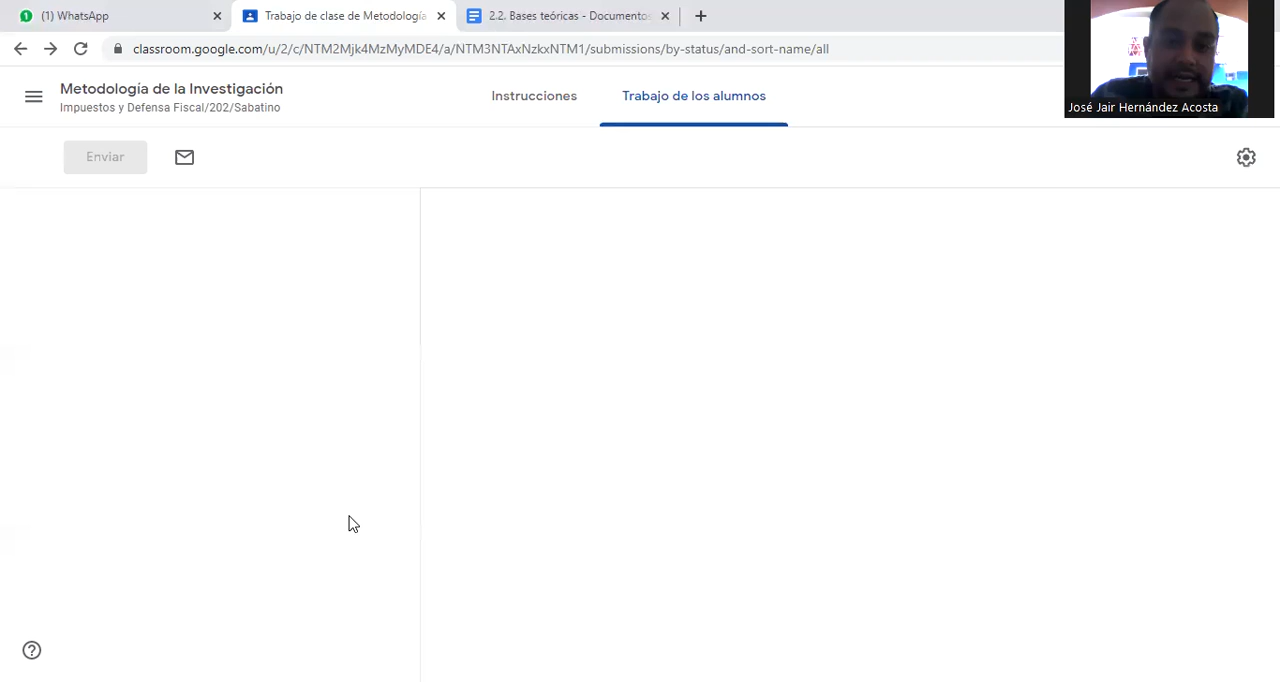 (1) WhatsApp
Trabajo de clase de Metodología
2.2. Bases teóricas - Documentos
classroom.google.com/u/2/c/NTM2Mjk4MzMyMDE4/a/NTM3NTAxNzkxNTM1/submissions/by-status/and-sort-name/all
Metodología de la Investigación
Impuestos y Defensa Fiscal/202/Sabatino
Instrucciones
Trabajo de los alumnos
José Jair Hernández Acosta
Enviar